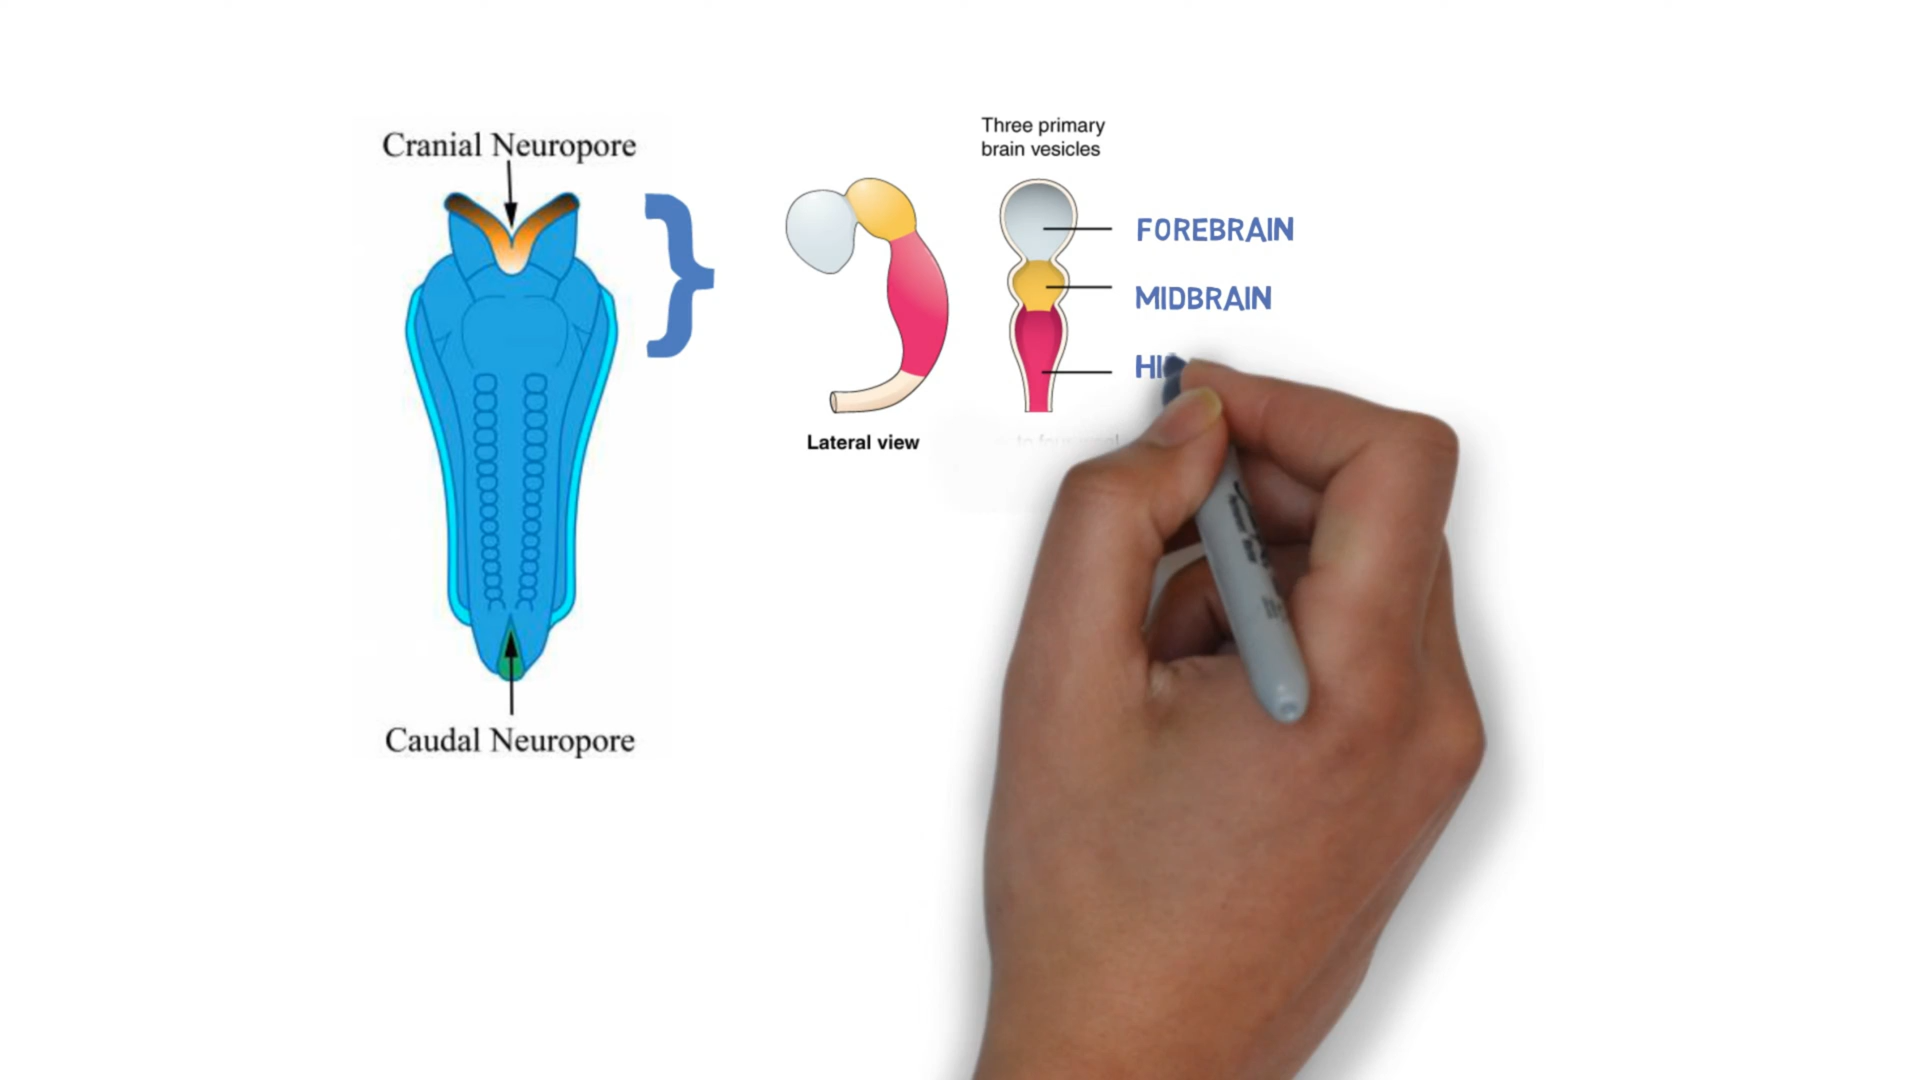 Cranial Neuropore
Three primary
brain vesicles
FOREBRAIN
MIDBRAIN
HI
Lateral view
Caudal Neuropore